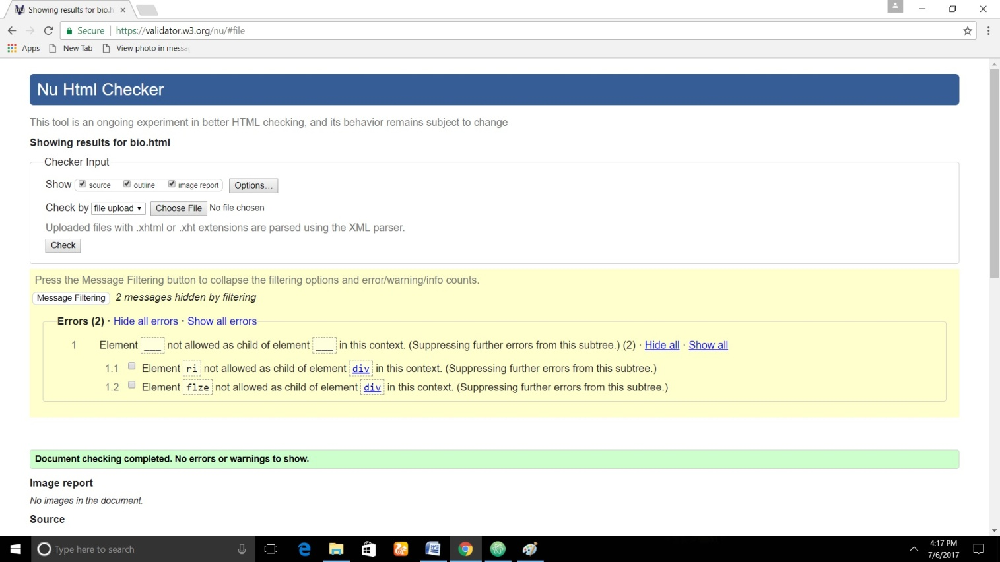 Showing results for bio.h
Secure
https://validator.w3.org/nu/#file
Apps
New Tab
View photo in messa
Nu Html Checker
This tool is an ongoing experiment in better HTML checking, and its behavior remains subject to change
Showing results for bio.html
Checker Input
Show source outline image report Options...
Check by file upload Choose File No file chosen
Uploaded files with .xhtml or .xht extensions are parsed using the XML parser.
Check
Press the Message Filtering button to collapse the filtering options and error/warning/info counts.
Message Filtering 2 messages hidden by filtering
Errors (2) · Hide all errors · Show all errors
1 Element ___ not allowed as child of element ___ in this context. (Suppressing further errors from this subtree.) (2) · Hide all · Show all
1.1 Element ri not allowed as child of element div in this context. (Suppressing further errors from this subtree.)
1.2 Element flze not allowed as child of element div in this context. (Suppressing further errors from this subtree.)
Document checking completed. No errors or warnings to show.
Image report
No images in the document.
Source
Type here to search
4:17 PM
7/6/2017